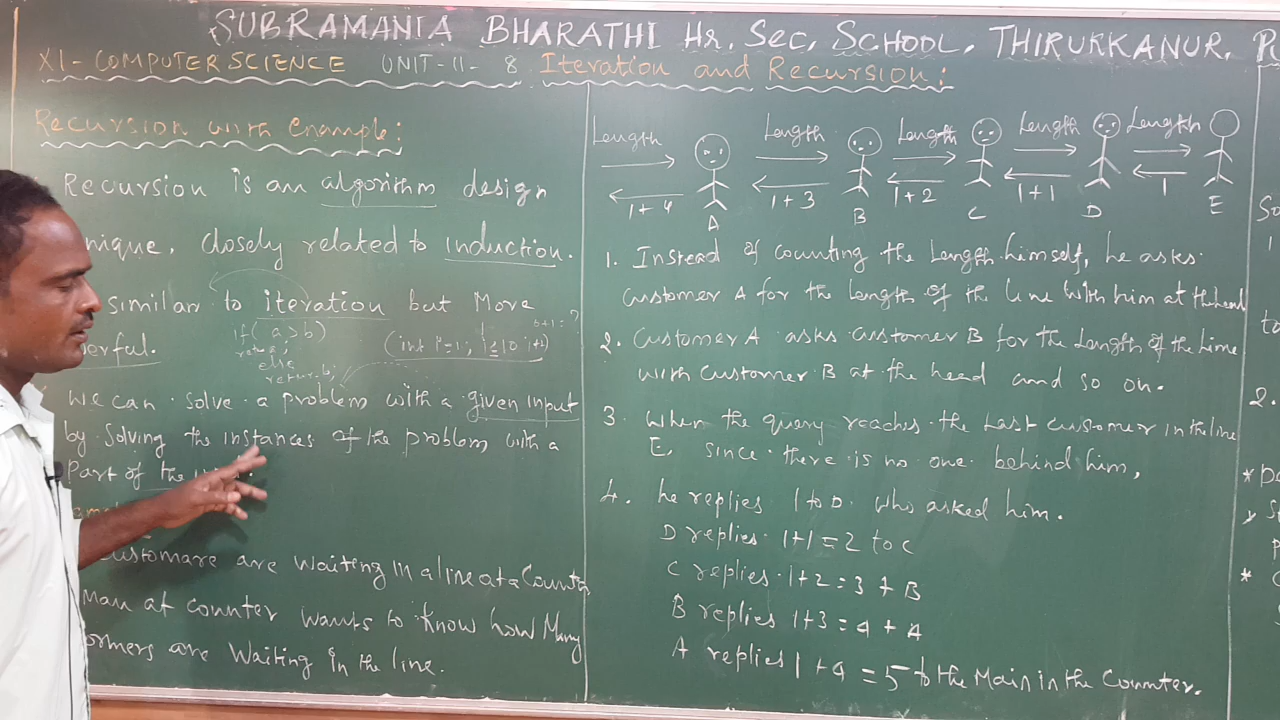 SUBRAMANIA BHARATHI Hr. Sec. SCHOOL, THIRUKKANUR, P
XI - COMPUTER SCIENCE UNIT - II - 8 Iteration and Recursion:
Recursion with Example:
Recursion is an algorithm design
nique, closely related to induction.
similar to iteration but More
erful.
if (a>b)
return;
else
return b;
(int i=1; i≤10 i++)
b+1 = ?
We can solve a problem with a given input
by solving the instances of the problem with a
Part of the
Customare are waiting in a line at a Counter
Man at counter wants to know how Many
omers are Waiting in the line.
Length Length Length Length Length
1+4 1+3 1+2 1+1 1
A B C D E
1. Instead of counting the Length himself, he asks
customer A for the Length of the line with him at the head
2. Customer A asks customer B for the Length of the Lime
with customer B at the head and so on.
3. When the query reaches the Last customer in the line
E, since there is no one behind him,
4. he replies 1 to D who asked him.
D replies 1+1 = 2 to C
C replies 1+2 = 3 + B
B replies 1+3 = 4 + A
A replies 1+4 = 5 to the Main in the Counter.
2.